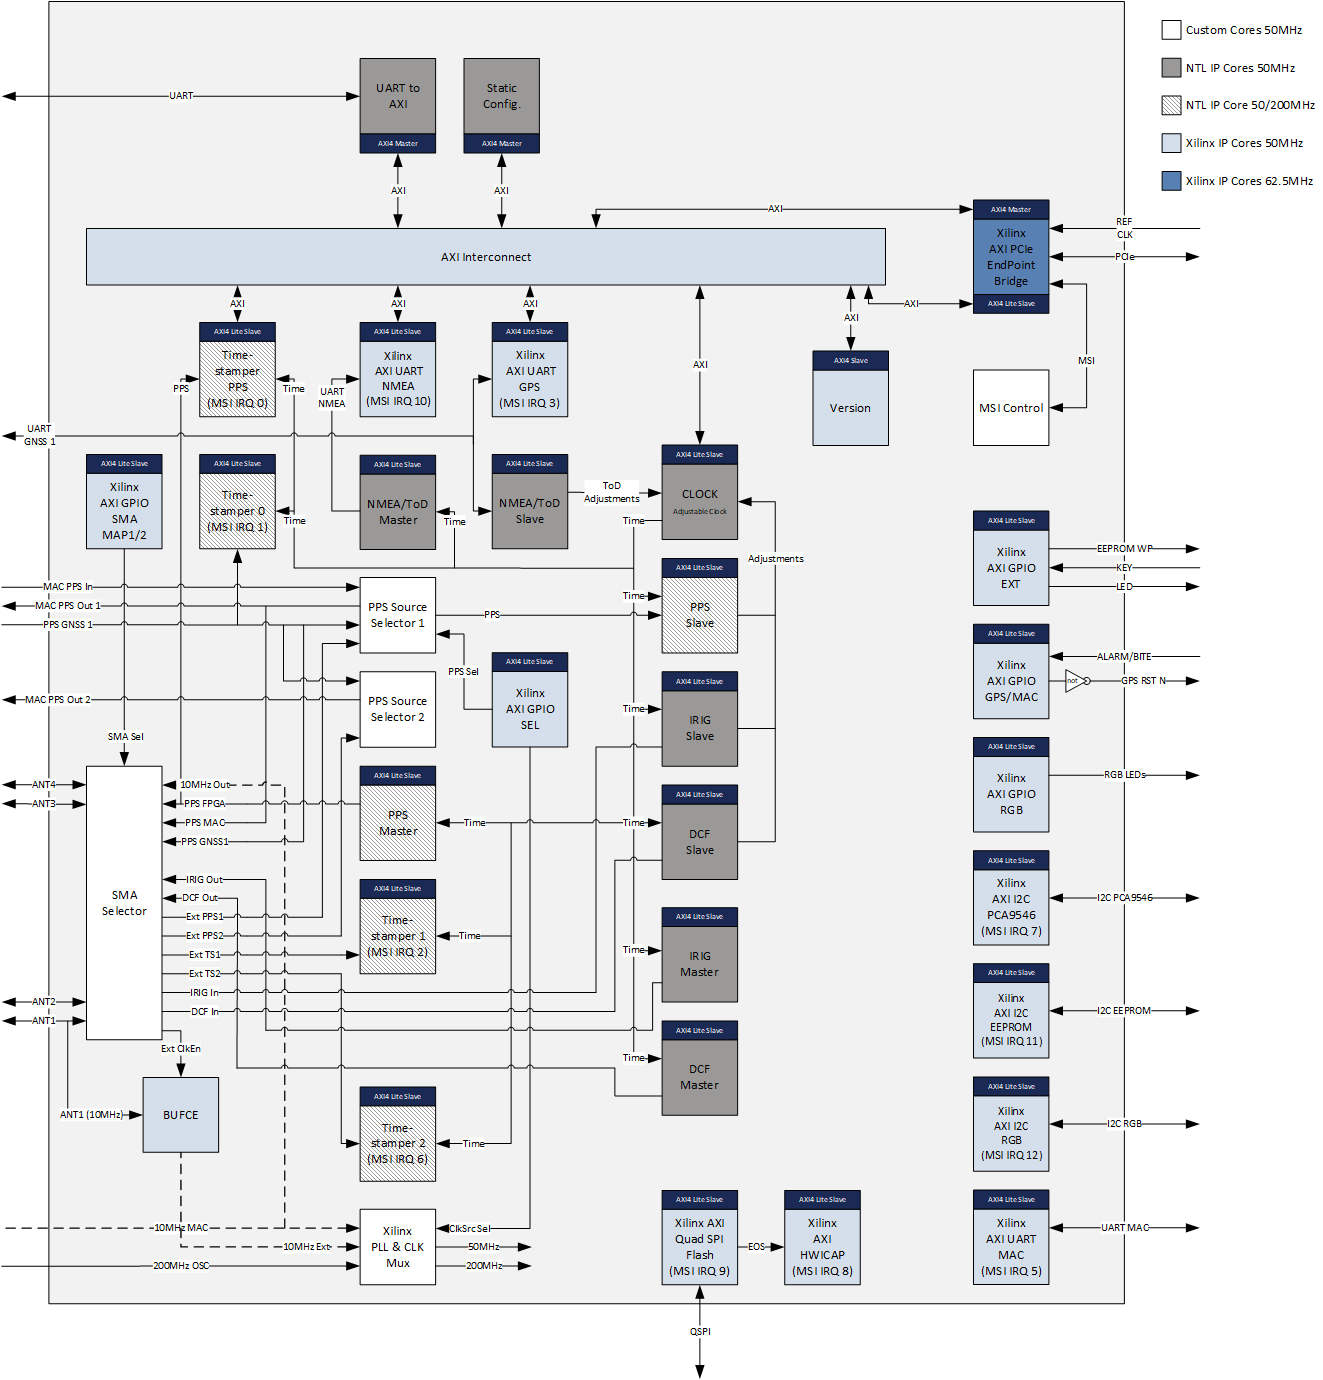 Custom Cores 50MHz
NTL IP Cores 50MHz
NTL IP Core 50/200MHz
Xilinx IP Cores 50MHz
Xilinx IP Cores 62.5MHz
UART
UART to
AXI
AXI4 Master
Static
Config.
AXI4 Master
AXI
AXI
AXI
AXI Interconnect
AXI4 Master
Xilinx
AXI PCIe
EndPoint
Bridge
AXI4 Lite Slave
REF
CLK
PCIe
MSI
AXI
AXI
AXI
AXI
AXI
AXI
AXI4 Lite Slave
Time-
stamper
PPS
(MSI IRQ 0)
PPS
Time
AXI4 Lite Slave
Xilinx
AXI UART
NMEA
(MSI IRQ 10)
UART
NMEA
AXI4 Lite Slave
Xilinx
AXI UART
GPS
(MSI IRQ 3)
AXI4 Slave
Version
MSI Control
UART
GNSS 1
AXI4 Lite Slave
Xilinx
AXI GPIO
SMA
MAP1/2
AXI4 Lite Slave
Time-
stamper 0
(MSI IRQ 1)
Time
AXI4 Lite Slave
NMEA/ToD
Master
Time
AXI4 Lite Slave
NMEA/ToD
Slave
ToD
Adjustments
AXI4 Lite Slave
CLOCK
Adjustable Clock
Time
Adjustments
AXI4 Lite Slave
Xilinx
AXI GPIO
EXT
EEPROM WP
KEY
LED
MAC PPS In
MAC PPS Out 1
PPS GNSS 1
PPS Source
Selector 1
PPS
Time
AXI4 Lite Slave
PPS
Slave
PPS Sel
AXI4 Lite Slave
Xilinx
AXI GPIO
SEL
AXI4 Lite Slave
Xilinx
AXI GPIO
GPS/MAC
ALARM/BITE
not
GPS RST N
MAC PPS Out 2
PPS Source
Selector 2
Time
AXI4 Lite Slave
IRIG
Slave
SMA Sel
AXI4 Lite Slave
Xilinx
AXI GPIO
RGB
RGB LEDs
ANT4
ANT3
SMA
Selector
10MHz Out
PPS FPGA
PPS MAC
PPS GNSS1
IRIG Out
DCF Out
Ext PPS1
Ext PPS2
Ext TS1
Ext TS2
IRIG In
DCF In
AXI4 Lite Slave
PPS
Master
Time
Time
AXI4 Lite Slave
DCF
Slave
AXI4 Lite Slave
Xilinx
AXI I2C
PCA9546
(MSI IRQ 7)
I2C PCA9546
AXI4 Lite Slave
Time-
stamper 1
(MSI IRQ 2)
Time
Time
AXI4 Lite Slave
IRIG
Master
ANT2
ANT1
AXI4 Lite Slave
Xilinx
AXI I2C
EEPROM
(MSI IRQ 11)
I2C EEPROM
Ext ClkEn
Time
AXI4 Lite Slave
DCF
Master
ANT1 (10MHz)
BUFCE
AXI4 Lite Slave
Time-
stamper 2
(MSI IRQ 6)
Time
AXI4 Lite Slave
Xilinx
AXI I2C
RGB
(MSI IRQ 12)
I2C RGB
10MHz MAC
10MHz Ext
200MHz OSC
Xilinx
PLL & CLK
Mux
ClkSrc Sel
50MHz
200MHz
AXI4 Lite Slave
Xilinx AXI
Quad SPI
Flash
(MSI IRQ 9)
EOS
AXI4 Lite Slave
Xilinx
AXI
HWICAP
(MSI IRQ 8)
AXI4 Lite Slave
Xilinx
AXI UART
MAC
(MSI IRQ 5)
UART MAC
QSPI